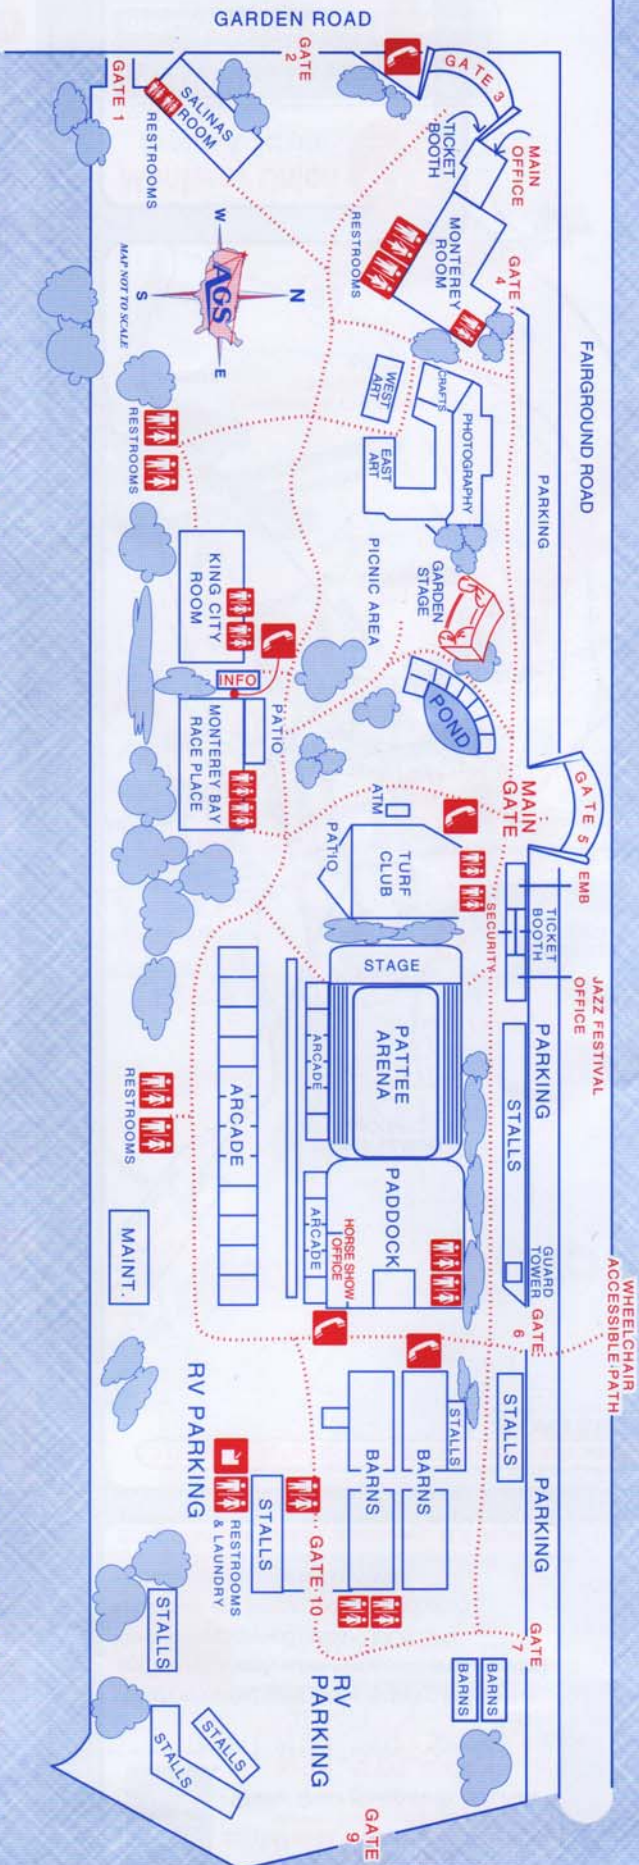 GARDEN ROAD
GATE 1
GATE
2
GATE 3
SALINAS
ROOM
RESTROOMS
TICKET
BOOTH
MAIN
OFFICE
MONTEREY
ROOM
RESTROOMS
GATE
4
FAIRGROUND ROAD
W
N
S
E
AGS
MAP NOT TO SCALE
RESTROOMS
WEST
ART
CRAFTS
PHOTOGRAPHY
EAST
ART
PARKING
PICNIC AREA
GARDEN
STAGE
KING CITY
ROOM
INFO
POND
PATIO
MONTEREY BAY
RACE PLACE
MAIN
GATE
GATE 5
ATM
PATIO
TURF
CLUB
EMB
TICKET
BOOTH
SECURITY
JAZZ FESTIVAL
OFFICE
STAGE
PATTEE
ARENA
ARCADE
ARCADE
PARKING
STALLS
RESTROOMS
PADDOCK
HORSE SHOW
OFFICE
ARCADE
MAINT.
GUARD
TOWER
GATE
6
WHEELCHAIR
ACCESSIBLE PATH
STALLS
STALLS
BARNS
BARNS
PARKING
RV PARKING
RESTROOMS
& LAUNDRY
STALLS
GATE 10
STALLS
GATE
7
BARNS
BARNS
RV
PARKING
STALLS
STALLS
GATE
9